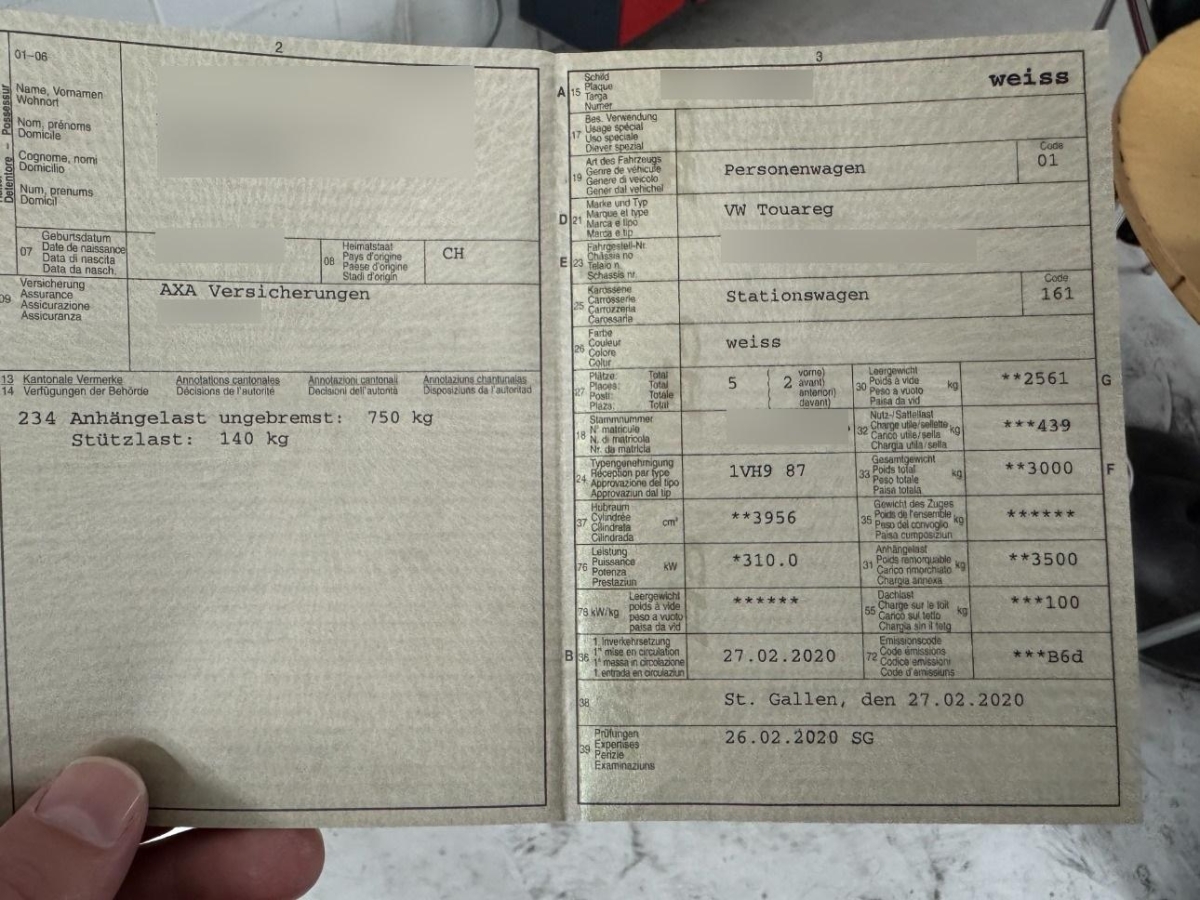 2
01-06
Name, Vornamen
Wohnort
Nom, prénoms
Domicile
Cognome, nomi
Domicilio
Num, prenums
Domicil
Detentore – Possessur
07
Geburtsdatum
Date de naissance
Data di nascita
Data da nasch.
08
Heimatstaat
Pays d'origine
Paese d'origine
Stadi d'origin
CH
09
Versicherung
Assurance
Assicurazione
Assicuranza
AXA Versicherungen
13 Kantonale Vermerke Annotations cantonales Annotazioni cantonali Annotaziuns chantunalas
14 Verfügungen der Behörde Décisions de l'autorité Decisioni dell'autorità Disposiziuns da l'autoritad
234 Anhängelast ungebremst: 750 kg
Stützlast: 140 kg
3
A 15
Schild
Plaque
Targa
Numer
weiss
17
Bes. Verwendung
Usage spécial
Uso speciale
Diever spezial
19
Art des Fahrzeugs
Genre de véhicule
Genere di veicolo
Gener dal vehichel
Personenwagen
Code
01
D 21
Marke und Typ
Marque et type
Marca e tipo
Marca e tip
VW Touareg
E 23
Fahrgestell-Nr.
Châssis no
Telaio n.
Schassis nr.
25
Karosserie
Carrosserie
Carrozzeria
Carossaria
Stationswagen
Code
161
26
Farbe
Couleur
Colore
Colur
weiss
27
Plätze: Total
Places: Total
Posti: Totale
Plaza: Total
5
( 2
vorne)
avant)
anteriori)
davant)
30
Leergewicht
Poids à vide
Peso a vuoto
Paisa da vid
kg
**2561
G
18
Stammnummer
N° matricule
N. di matricola
Nr. da matricla
32
Nutz-/Sattellast
Charge utile/sellette
Carico utile/sella
Chargia utila/sella
kg
***439
24
Typengenehmigung
Réception par type
Approvazione del tipo
Approvaziun dal tip
1VH9 87
33
Gesamtgewicht
Poids total
Peso totale
Paisa totala
kg
**3000
F
37
Hubraum
Cylindrée
Cilindrata
Cilindrada
cm³
**3956
35
Gewicht des Zuges
Poids de l'ensemble
Peso del convoglio
Paisa cumposiziun
kg
******
76
Leistung
Puissance
Potenza
Prestaziun
kW
*310.0
31
Anhängelast
Poids remorquable
Carico rimorchiato
Chargia annexa
kg
**3500
78 kW/kg
Leergewicht
poids à vide
peso a vuoto
paisa da vid
******
55
Dachlast
Charge sur le toit
Carico sul tetto
Chargia sin il tetg
kg
***100
B 36
1. Inverkehrsetzung
1re mise en circulation
1a messa in circolazione
1. entrada en circulaziun
27.02.2020
72
Emissionscode
Code émissions
Codice emissioni
Code d'emissiuns
***B6d
38
St. Gallen, den 27.02.2020
39
Prüfungen
Expertises
Perizie
Examinaziuns
26.02.2020 SG